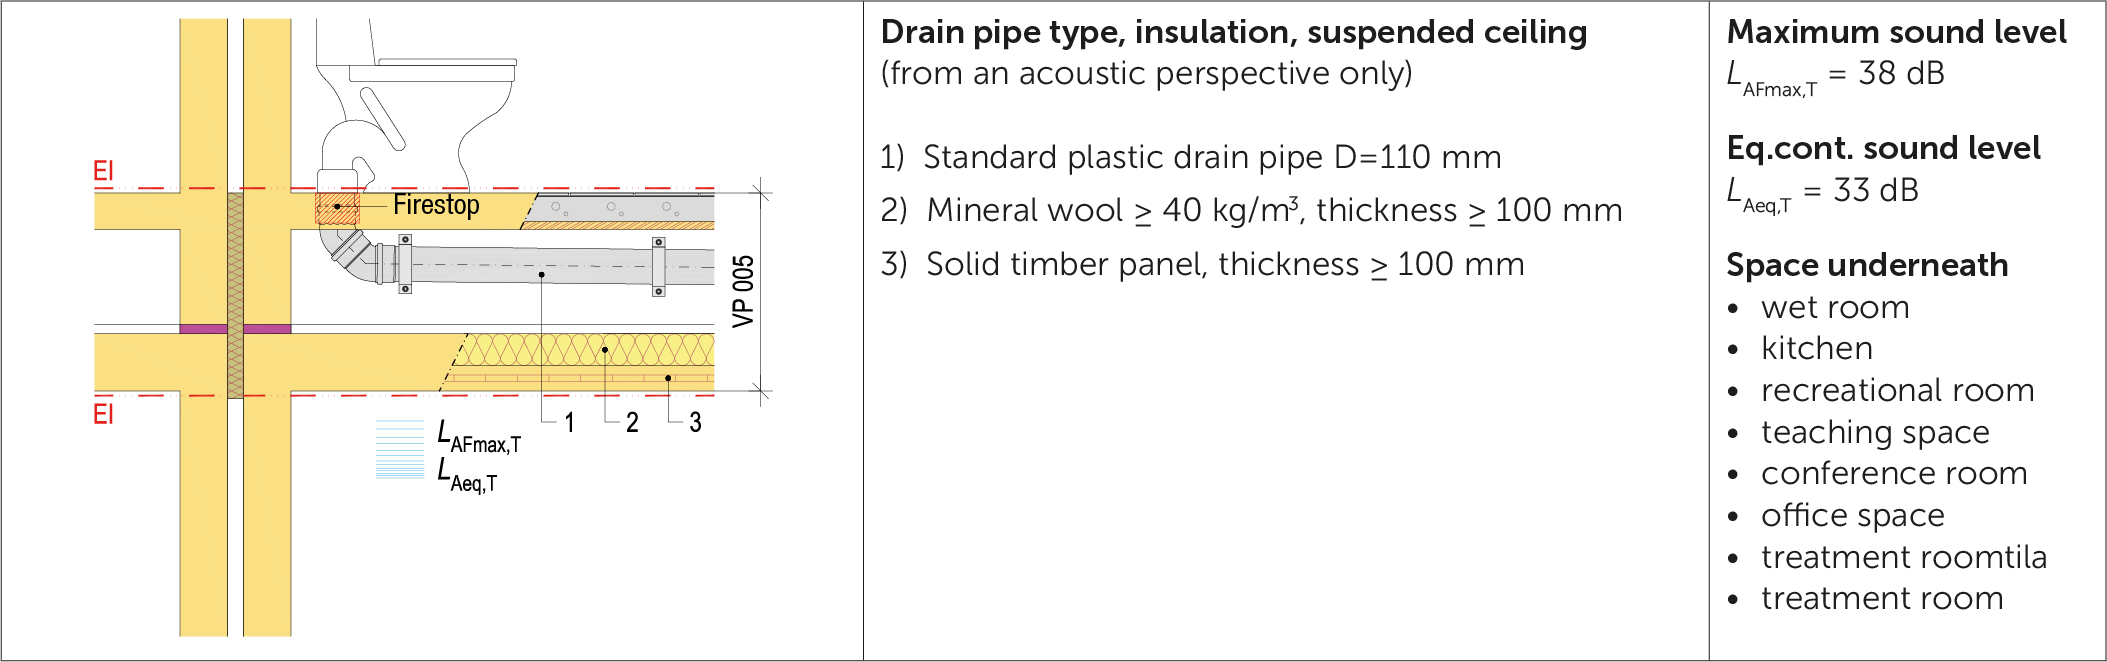 EI
Firestop
VP 005
EI
1
2
3
LAFmax,T
LAeq,T
Drain pipe type, insulation, suspended ceiling
(from an acoustic perspective only)
1) Standard plastic drain pipe D=110 mm
2) Mineral wool ≥ 40 kg/m³, thickness ≥ 100 mm
3) Solid timber panel, thickness ≥ 100 mm
Maximum sound level
LAFmax,T = 38 dB
Eq.cont. sound level
LAeq,T = 33 dB
Space underneath
• wet room
• kitchen
• recreational room
• teaching space
• conference room
• office space
• treatment roomtila
• treatment room